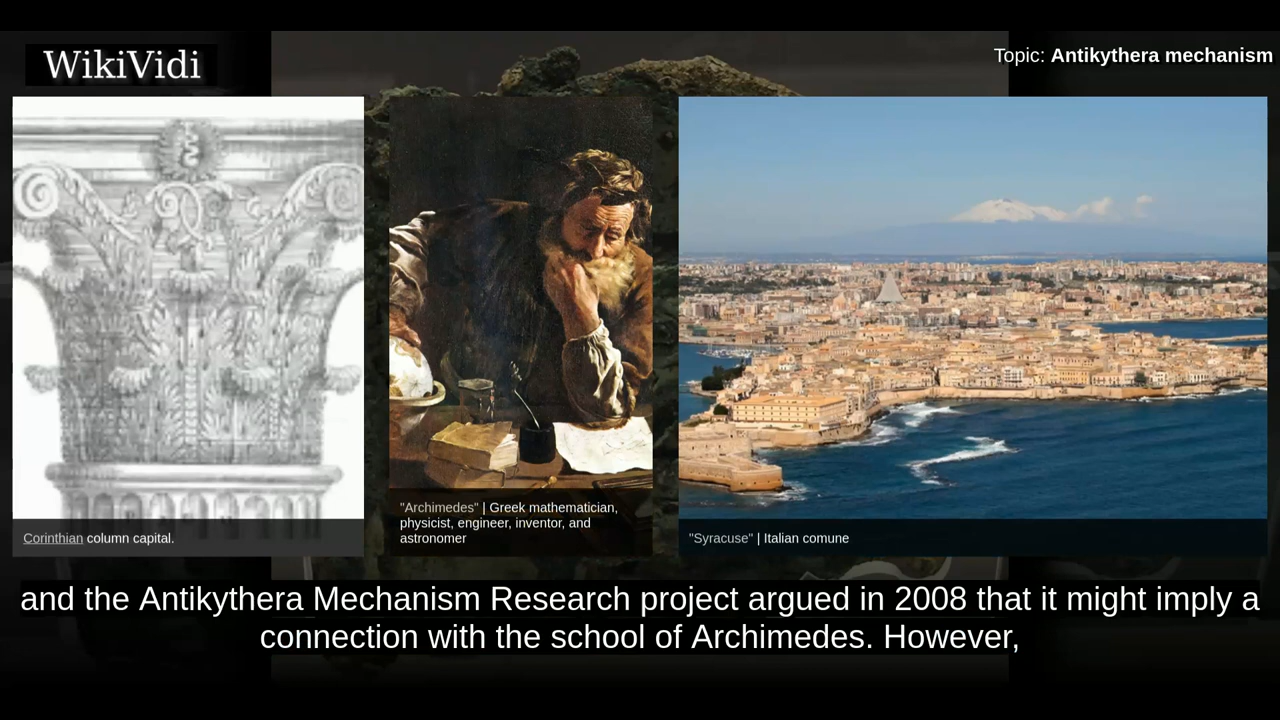 WikiVidi
Topic: Antikythera mechanism
Corinthian column capital.
"Archimedes" | Greek mathematician,
physicist, engineer, inventor, and
astronomer
"Syracuse" | Italian comune
and the Antikythera Mechanism Research project argued in 2008 that it might imply a
connection with the school of Archimedes. However,